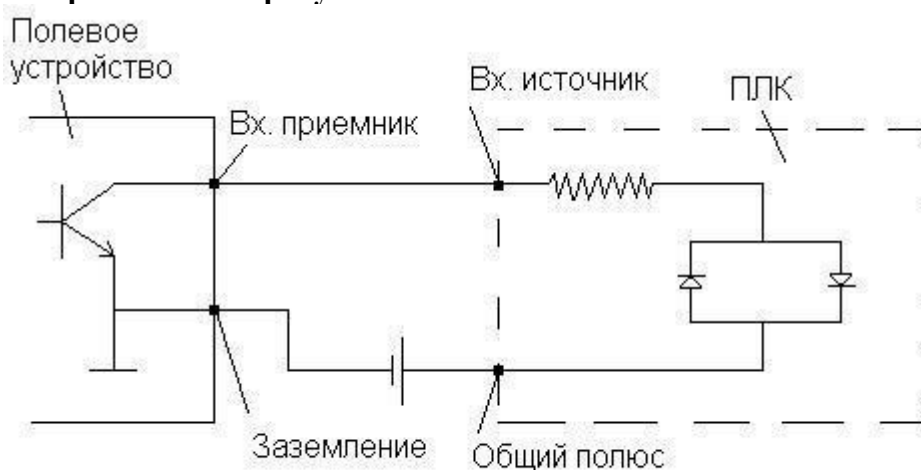 Полевое
устройство
Вх. приемник
Вх. источник
ПЛК
Заземление
Общий полюс